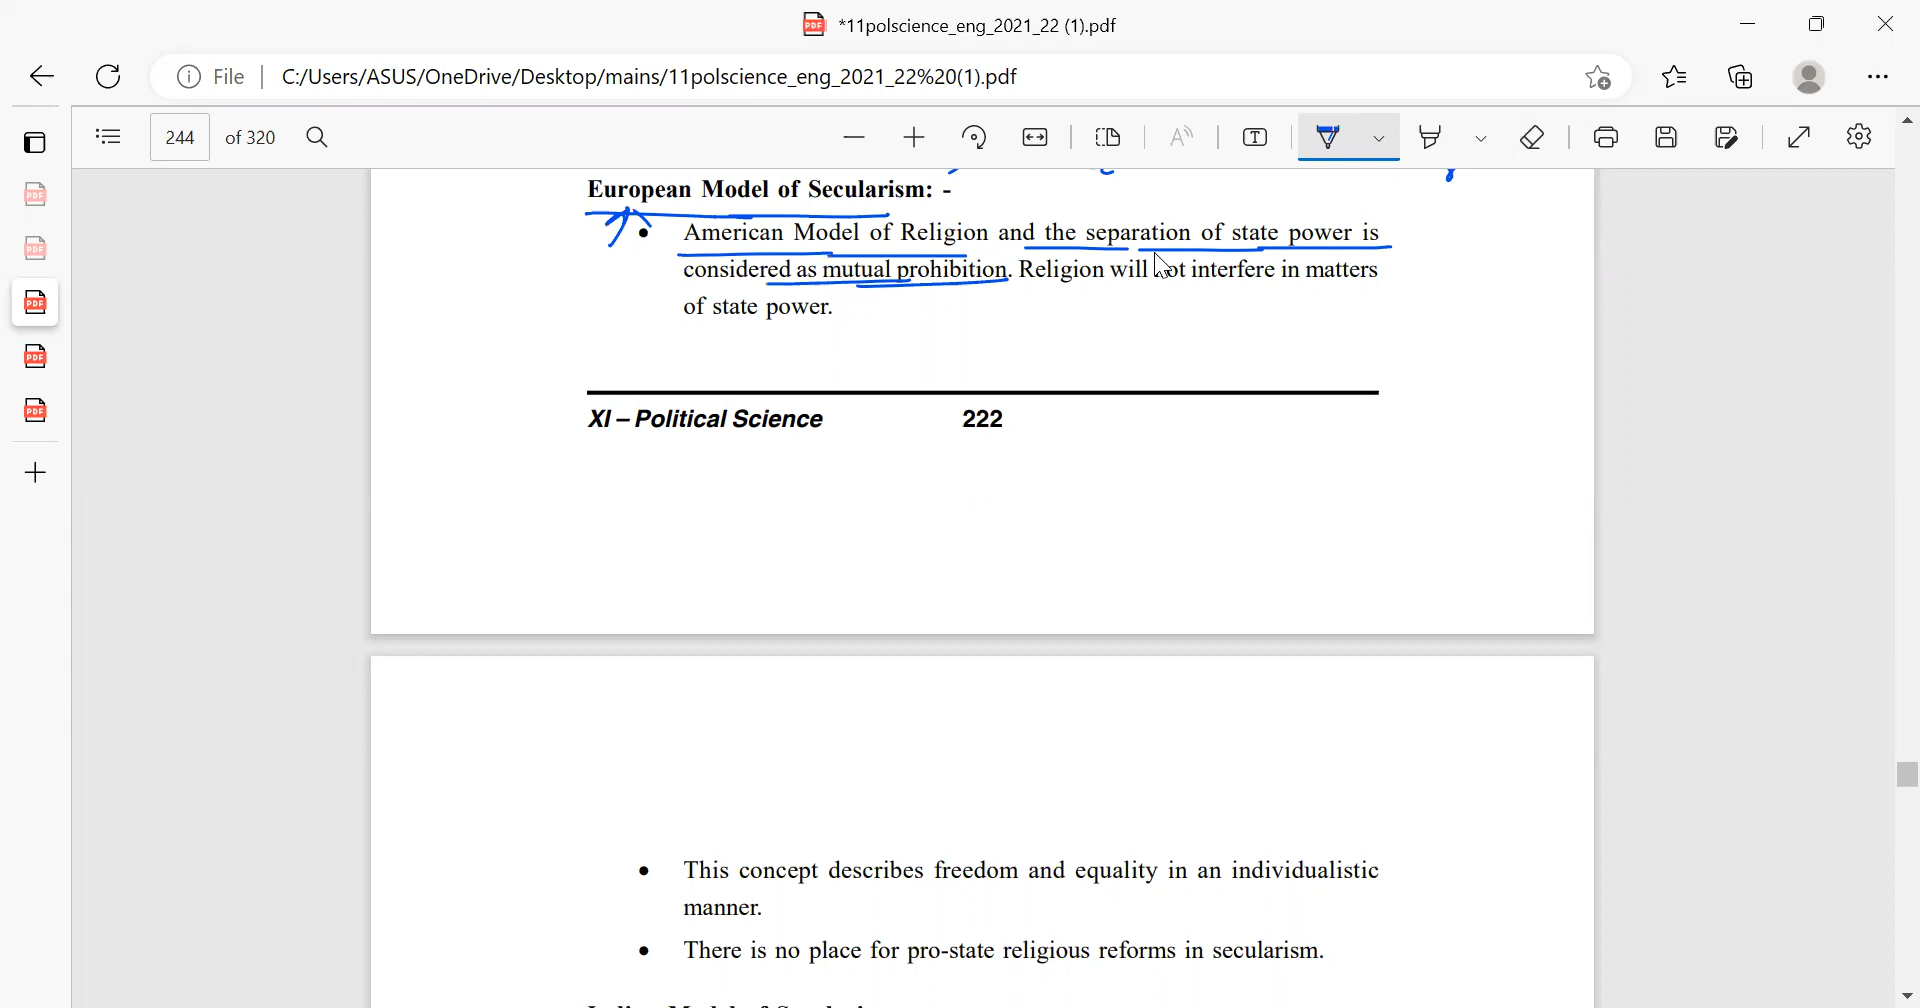 *11polscience_eng_2021_22 (1).pdf
File
C:/Users/ASUS/OneDrive/Desktop/mains/11polscience_eng_2021_22%20(1).pdf
244 of 320
European Model of Secularism: -
• American Model of Religion and the separation of state power is
considered as mutual prohibition. Religion will not interfere in matters
of state power.
XI – Political Science 222
• This concept describes freedom and equality in an individualistic
manner.
• There is no place for pro-state religious reforms in secularism.